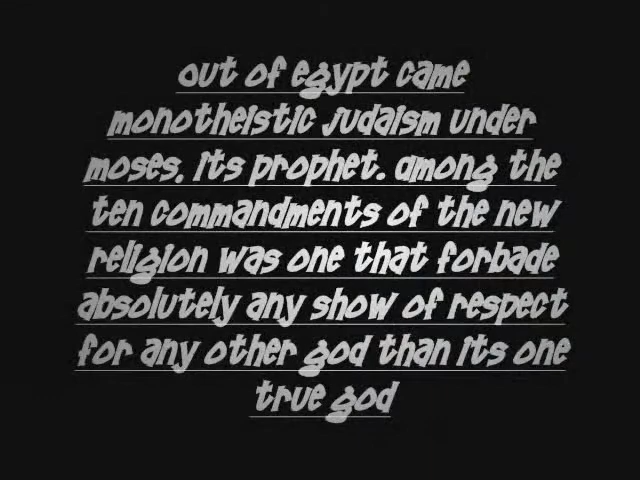 out of egypt came
monotheistic judaism under
moses, its prophet. among the
ten commandments of the new
religion was one that forbade
absolutely any show of respect
for any other god than its one
true god